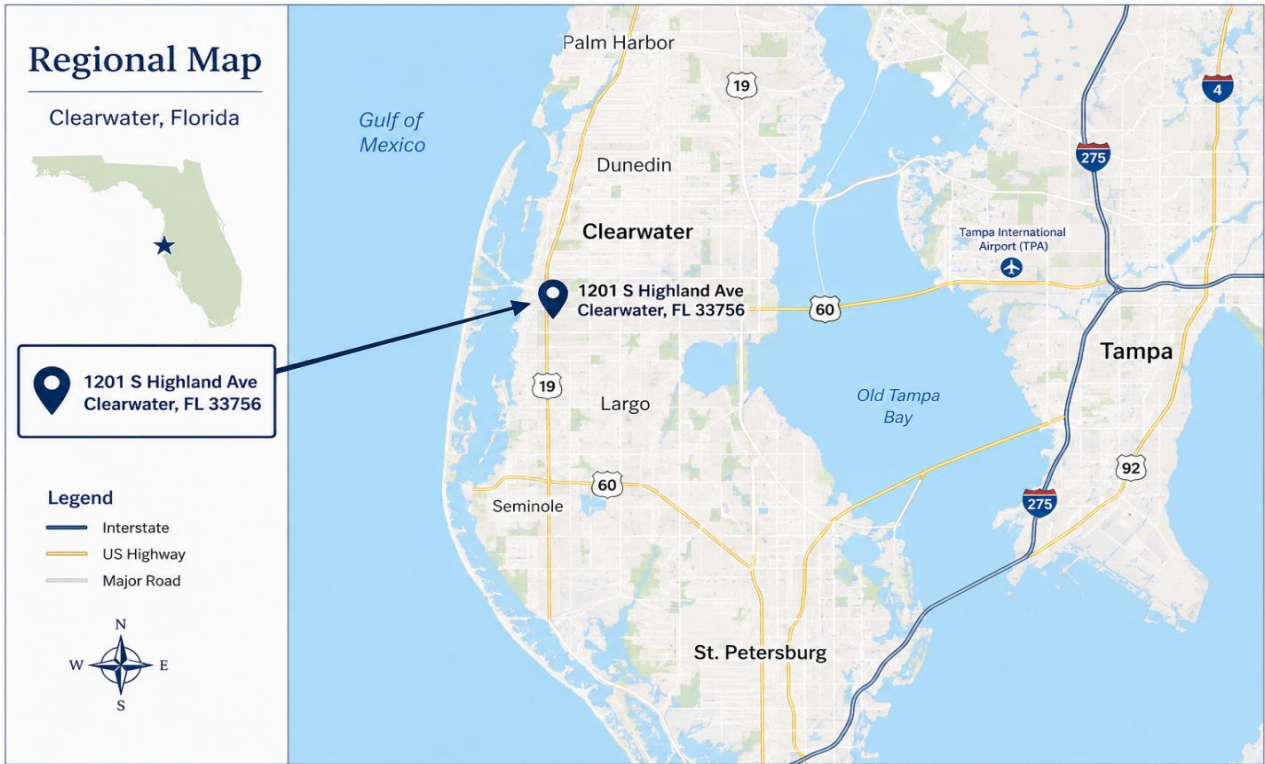 Regional Map
Clearwater, Florida
1201 S Highland Ave
Clearwater, FL 33756
Legend
Interstate
US Highway
Major Road
N
W
E
S
Palm Harbor
19
4
Gulf of
Mexico
275
Dunedin
Clearwater
Tampa International
Airport (TPA)
1201 S Highland Ave
Clearwater, FL 33756
60
Tampa
19
Largo
Old Tampa
Bay
92
60
Seminole
275
St. Petersburg